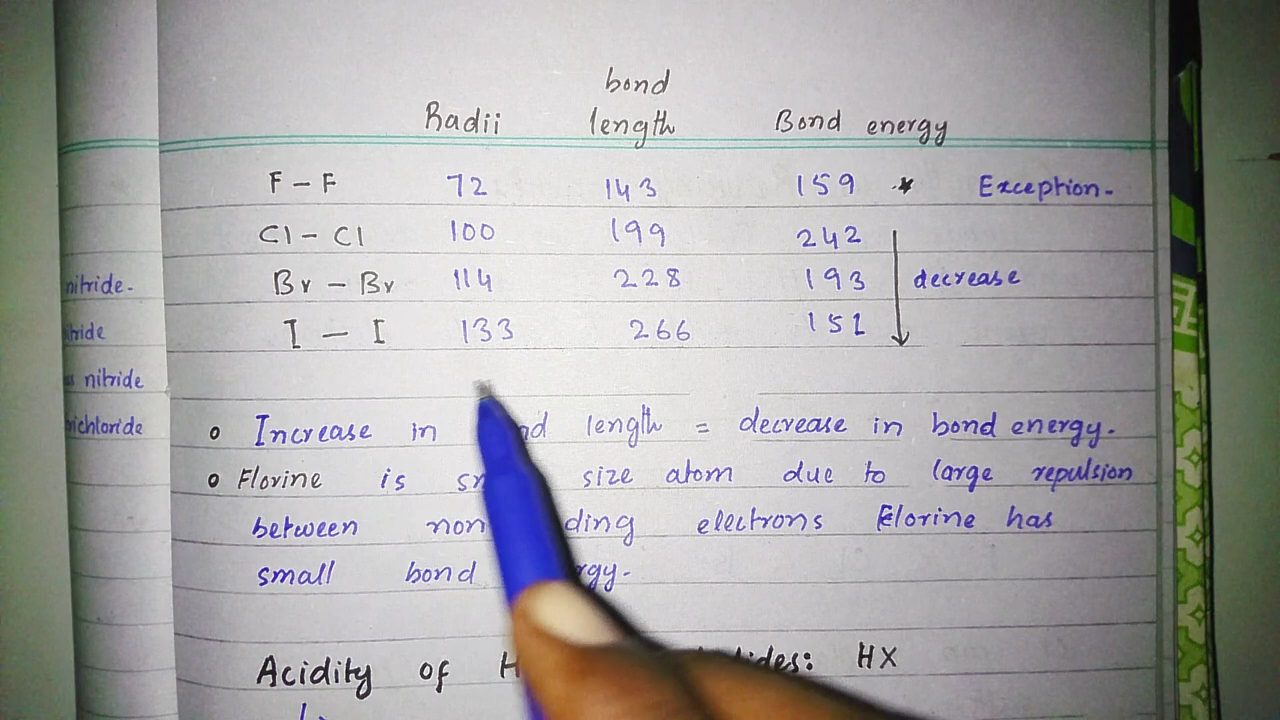 bond
Radii length Bond energy
F – F 72 143 159 * Exception-
Cl – Cl 100 199 242
Br – Br 114 228 193 decrease
I – I 133 266 151
nitride-
nitride
nitride
Increase in length = decrease in bond energy.
Florine is size atom due to large repulsion
between non electrons Florine has
small bond
Acidity of : HX